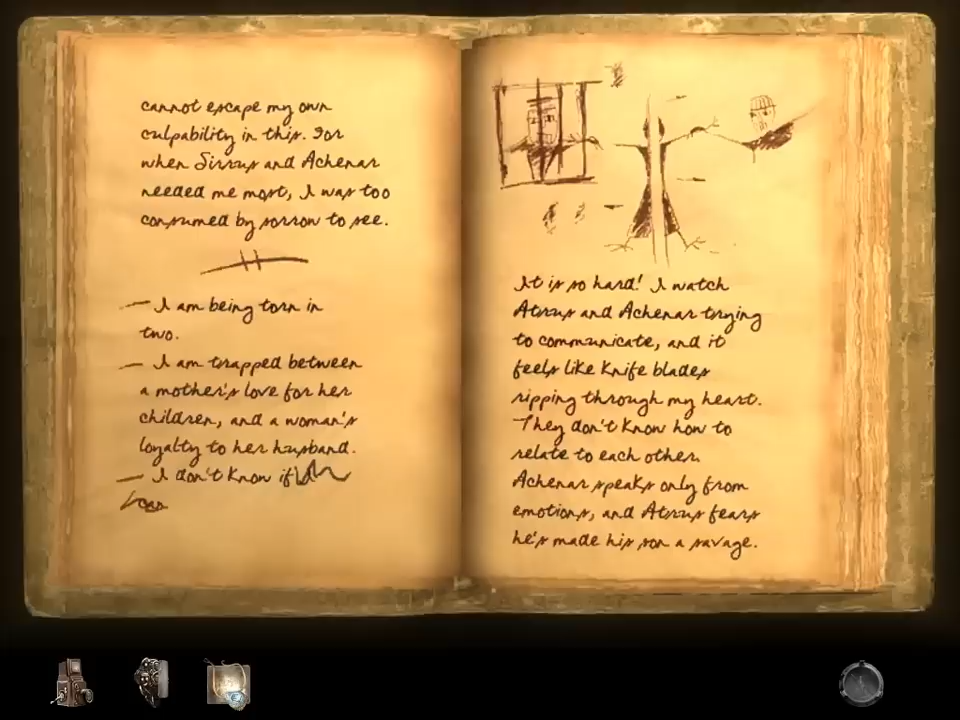 cannot escape my own
culpability in this. For
when Sirrus and Achenar
needed me most, I was too
consumed by sorrow to see.
— I am being torn in
two.
— I am trapped between
a mother's love for her
children, and a woman's
loyalty to her husband.
— I don't know if
I can
It is so hard! I watch
Atrus and Achenar trying
to communicate, and it
feels like knife blades
ripping through my heart.
They don't know how to
relate to each other.
Achenar speaks only from
emotions, and Atrus fears
he's made his son a savage.